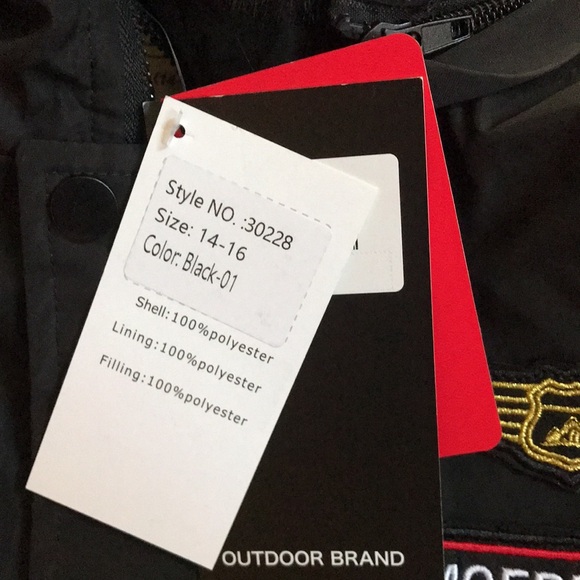 Style NO. :30228
Size: 14-16
Color: Black-01
Shell:100%polyester
Lining:100%polyester
Filling:100%polyester
OUTDOOR BRAND